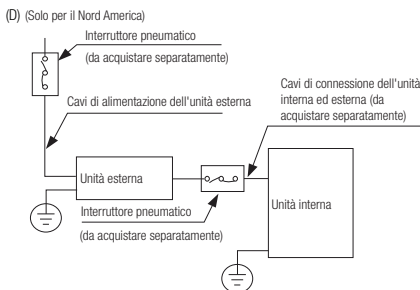 (D) (Solo per il Nord America)
Interruttore pneumatico
(da acquistare separatamente)
Cavi di connessione dell'unità
interna ed esterna (da
acquistare separatamente)
Cavi di alimentazione dell'unità esterna
Unità esterna
Interruttore pneumatico
(da acquistare separatamente)
Unità interna